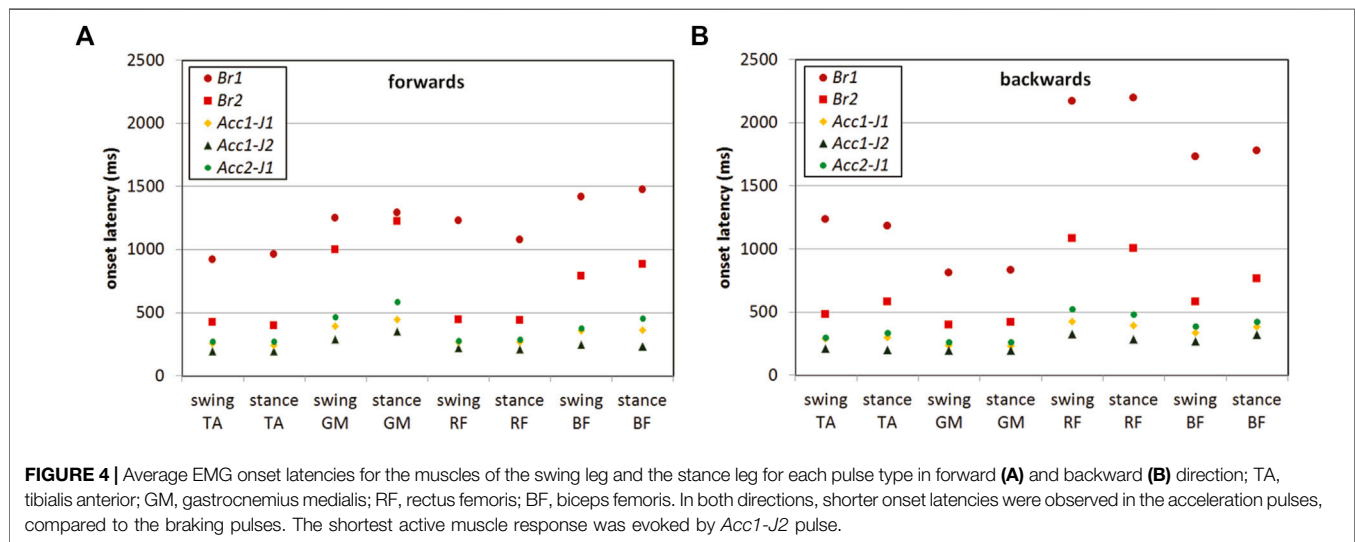 A
2500
2000
1500
1000
500
0
onset latency (ms)
forwards
Br1
Br2
Acc1-J1
Acc1-J2
Acc2-J1
swing stance swing stance swing stance swing stance
TA TA GM GM RF RF BF BF
B
2500
2000
1500
1000
500
0
onset latency (ms)
backwards
Br1
Br2
Acc1-J1
Acc1-J2
Acc2-J1
swing stance swing stance swing stance swing stance
TA TA GM GM RF RF BF BF
FIGURE 4 | Average EMG onset latencies for the muscles of the swing leg and the stance leg for each pulse type in forward (A) and backward (B) direction; TA,
tibialis anterior; GM, gastrocnemius medialis; RF, rectus femoris; BF, biceps femoris. In both directions, shorter onset latencies were observed in the acceleration pulses,
compared to the braking pulses. The shortest active muscle response was evoked by Acc1-J2 pulse.